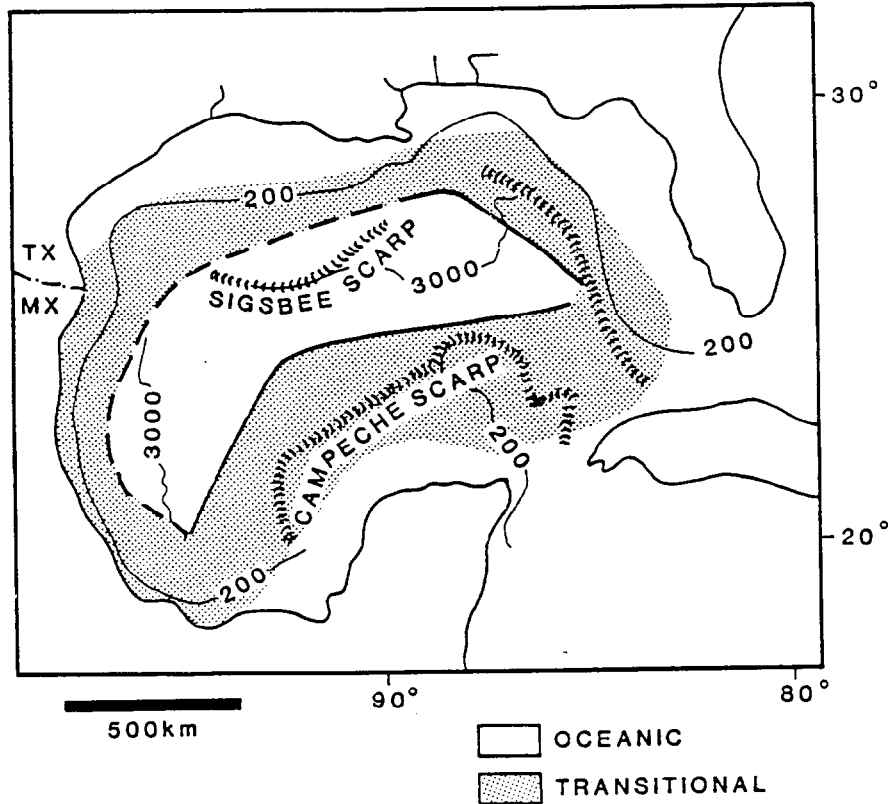 30°
200
TX
MX
SIGSBEE SCARP
3000
200
3000
CAMPECHE SCARP
200
20°
200
90°
80°
500km
OCEANIC
TRANSITIONAL